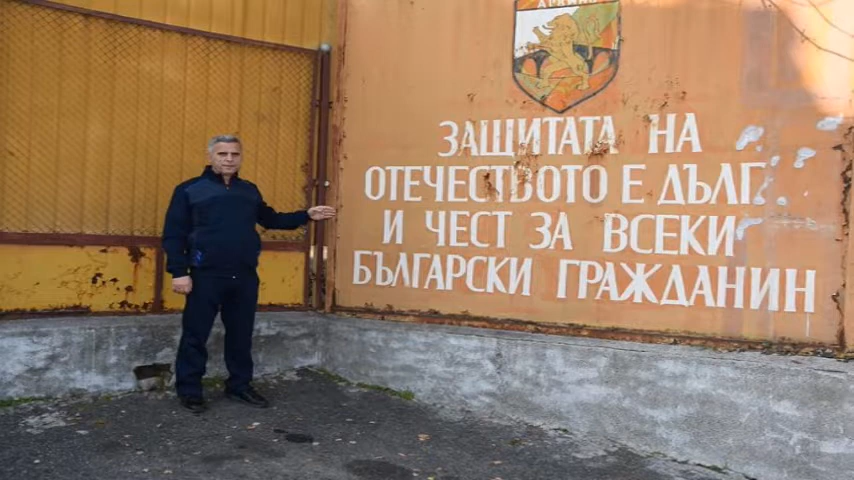 ЗАЩИТАТА НА
ОТЕЧЕСТВОТО Е ДЪЛГ
И ЧЕСТ ЗА ВСЕКИ
БЪЛГАРСКИ ГРАЖДАНИН